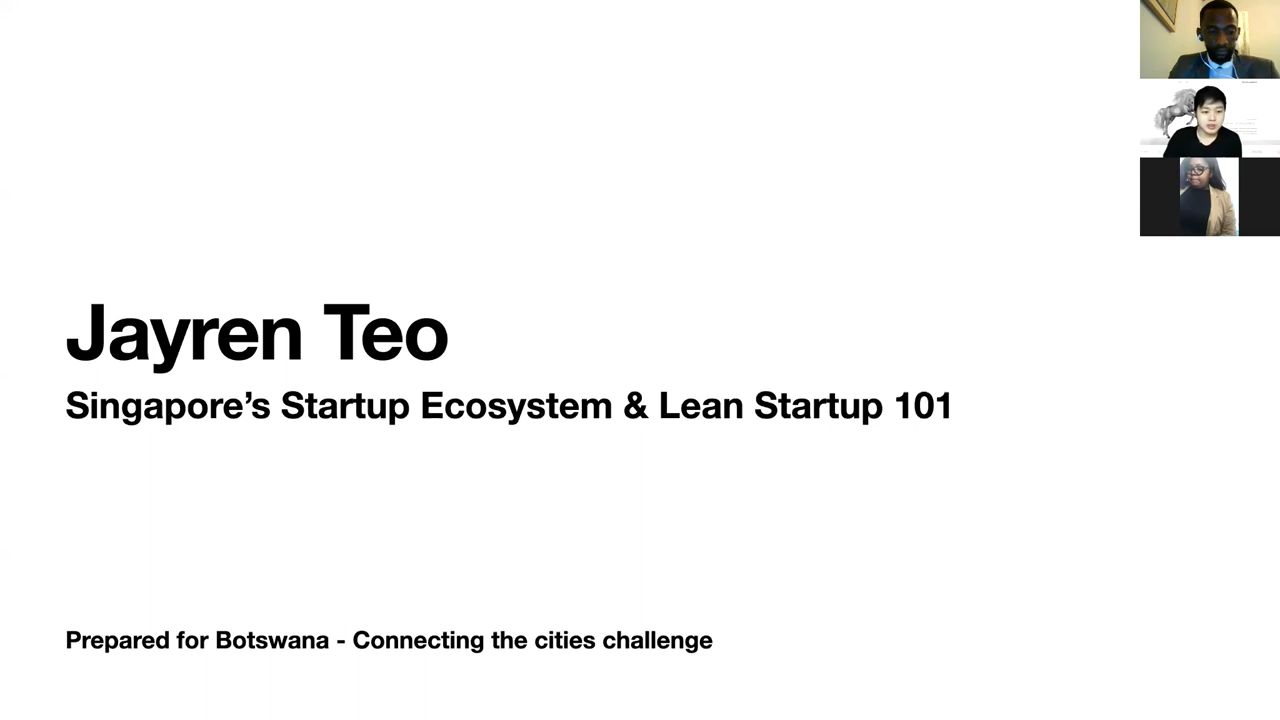 Jayren Teo
Singapore’s Startup Ecosystem & Lean Startup 101
Prepared for Botswana - Connecting the cities challenge